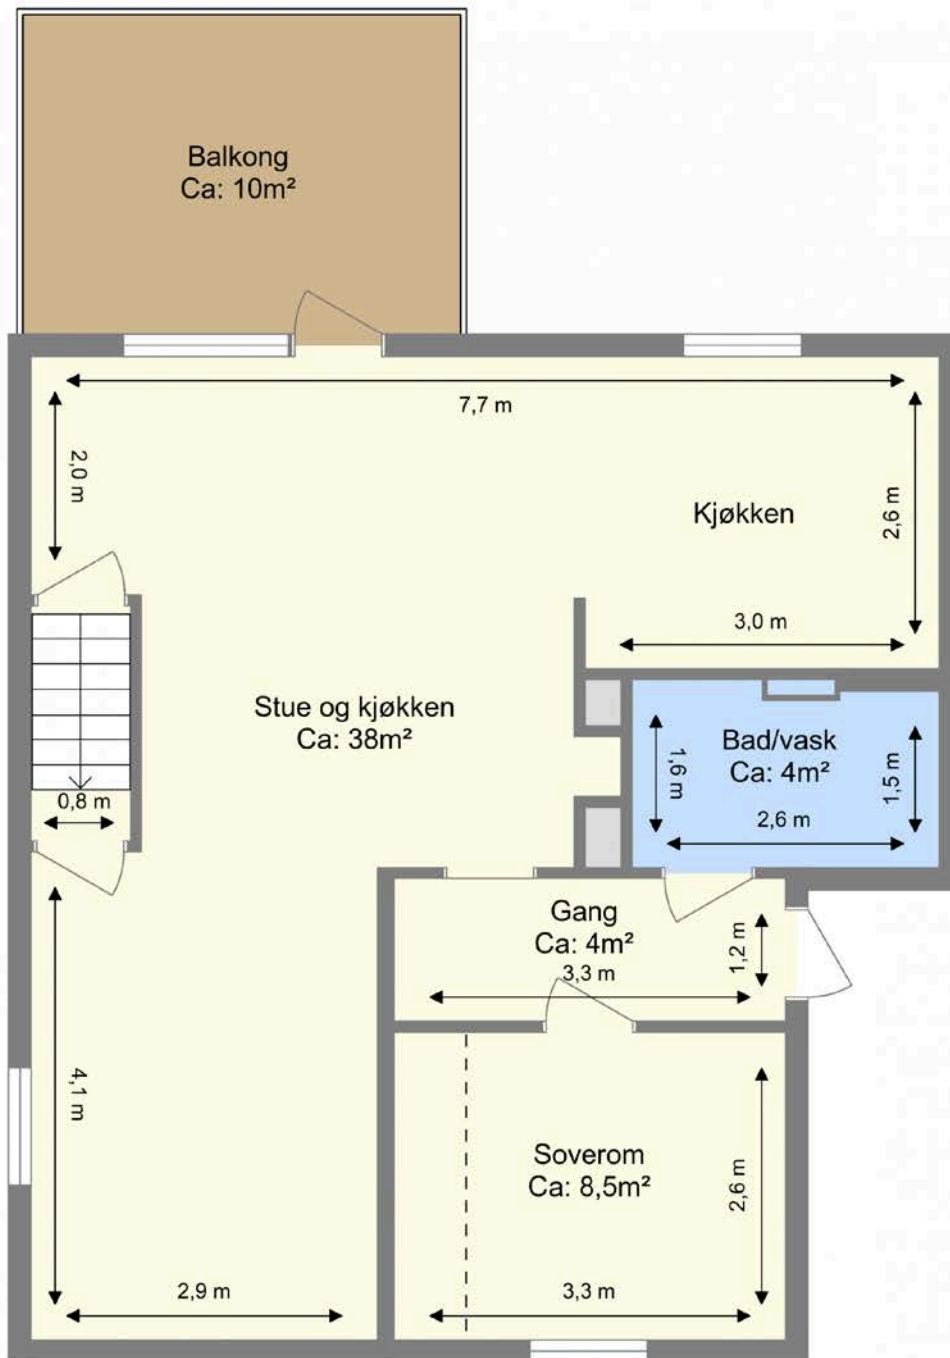 Balkong
Ca: 10m²
7,7 m
2,0 m
Kjøkken
2,6 m
3,0 m
Stue og kjøkken
Ca: 38m²
Bad/vask
Ca: 4m²
1,6 m
1,5 m
2,6 m
0,8 m
Gang
Ca: 4m²
3,3 m
1,2 m
4,1 m
Soverom
Ca: 8,5m²
2,6 m
2,9 m
3,3 m